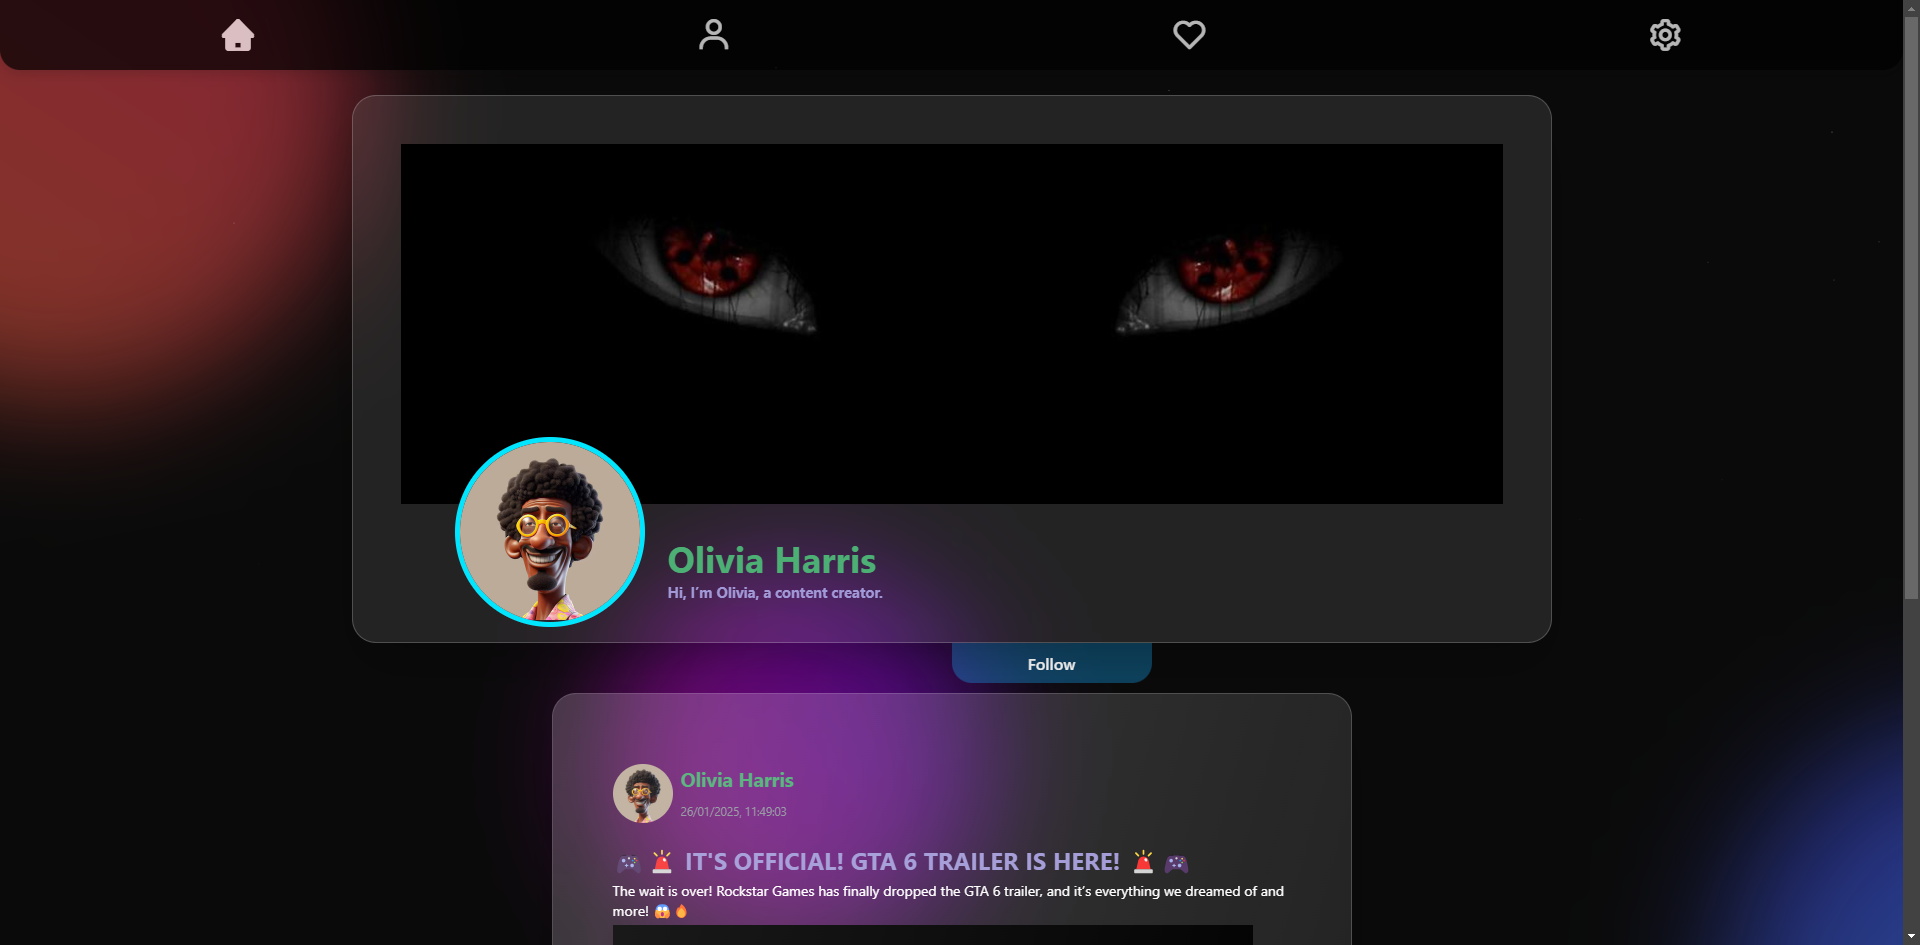 Olivia Harris
Hi, I’m Olivia, a content creator.
Follow
Olivia Harris
26/01/2025, 11:49:03
🎮 🚨 IT'S OFFICIAL! GTA 6 TRAILER IS HERE! 🚨 🎮
The wait is over! Rockstar Games has finally dropped the GTA 6 trailer, and it’s everything we dreamed of and
more! 😱🔥